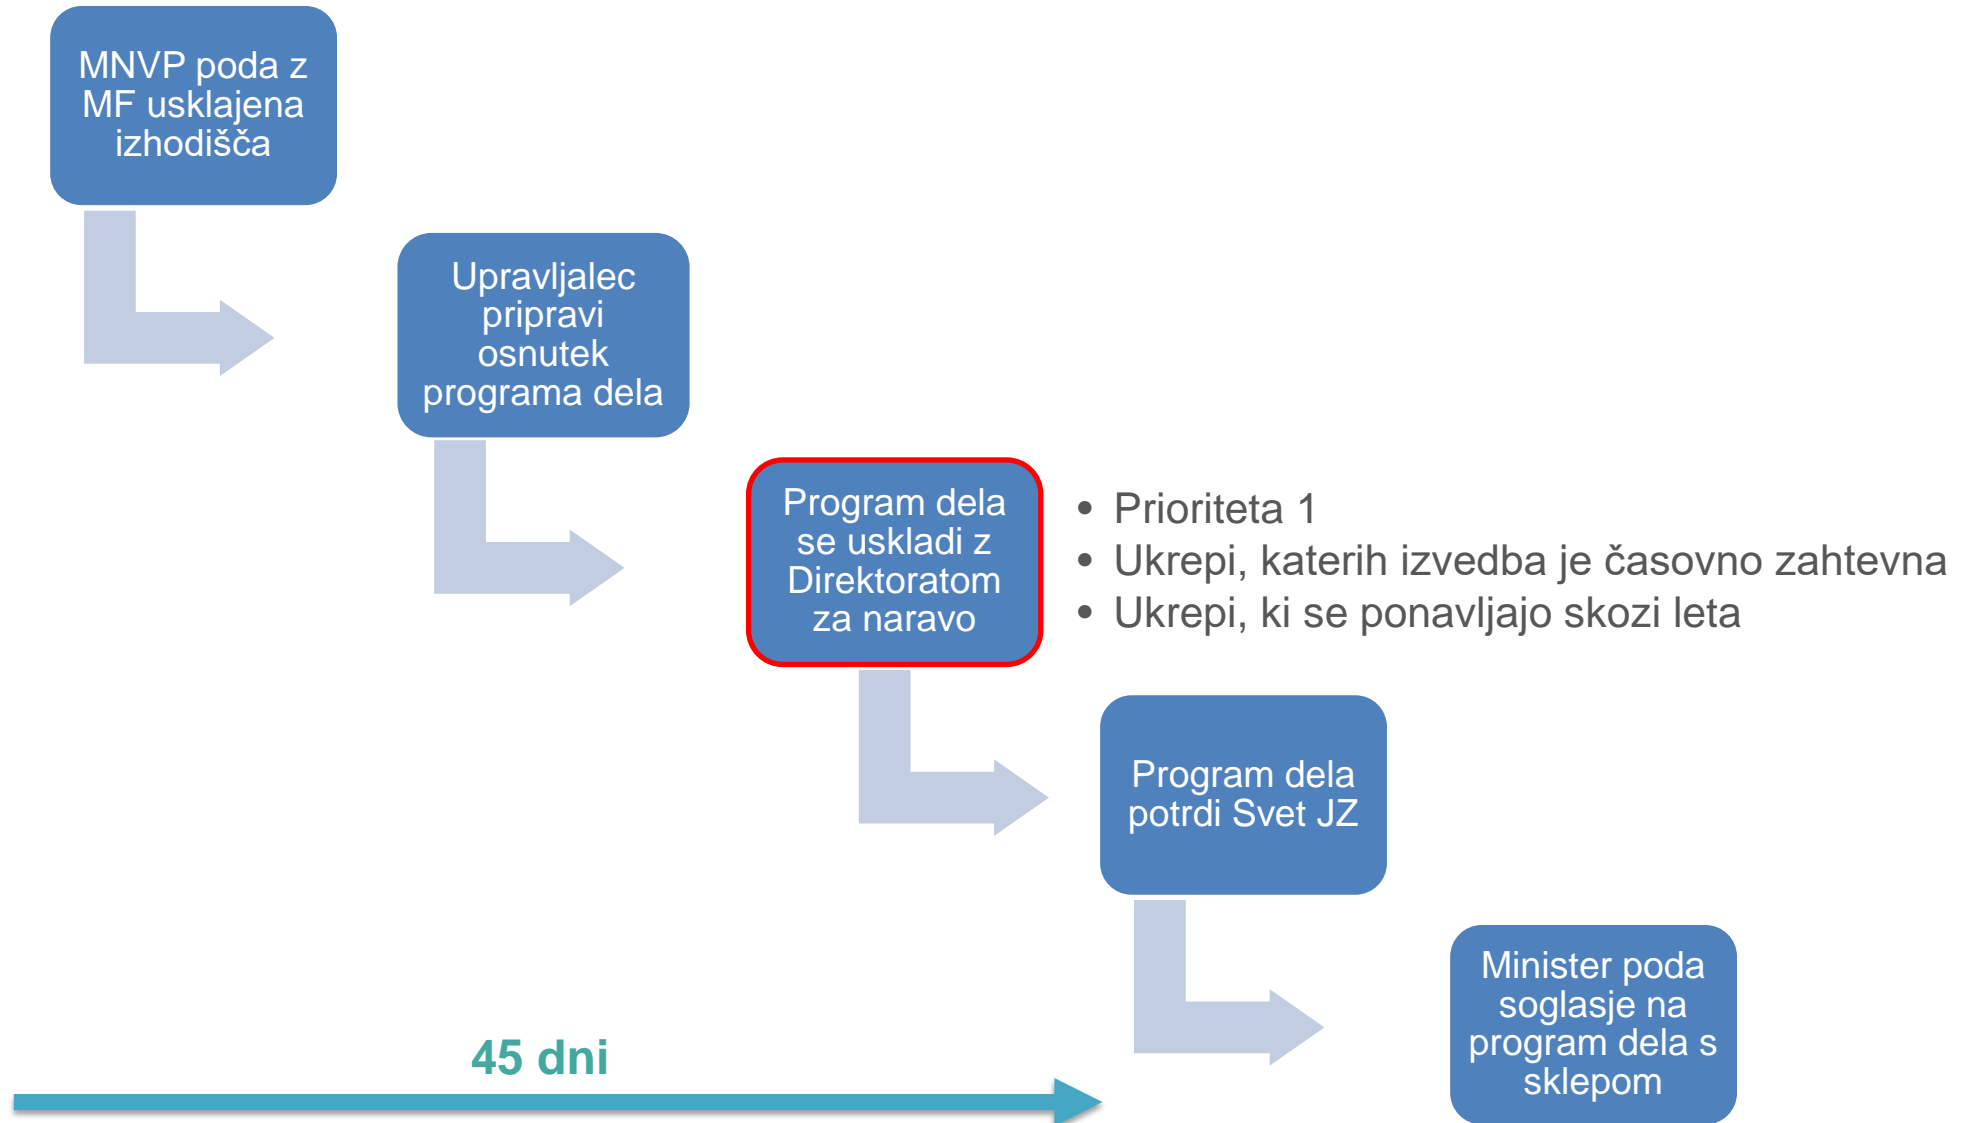 MNVP poda z
MF usklajena
izhodišča
Upravljalec
pripravi
osnutek
programa dela
Program dela
se uskladi z
Direktoratom
za naravo
• Prioriteta 1
• Ukrepi, katerih izvedba je časovno zahtevna
• Ukrepi, ki se ponavljajo skozi leta
Program dela
potrdi Svet JZ
Minister poda
soglasje na
program dela s
sklepom
45 dni